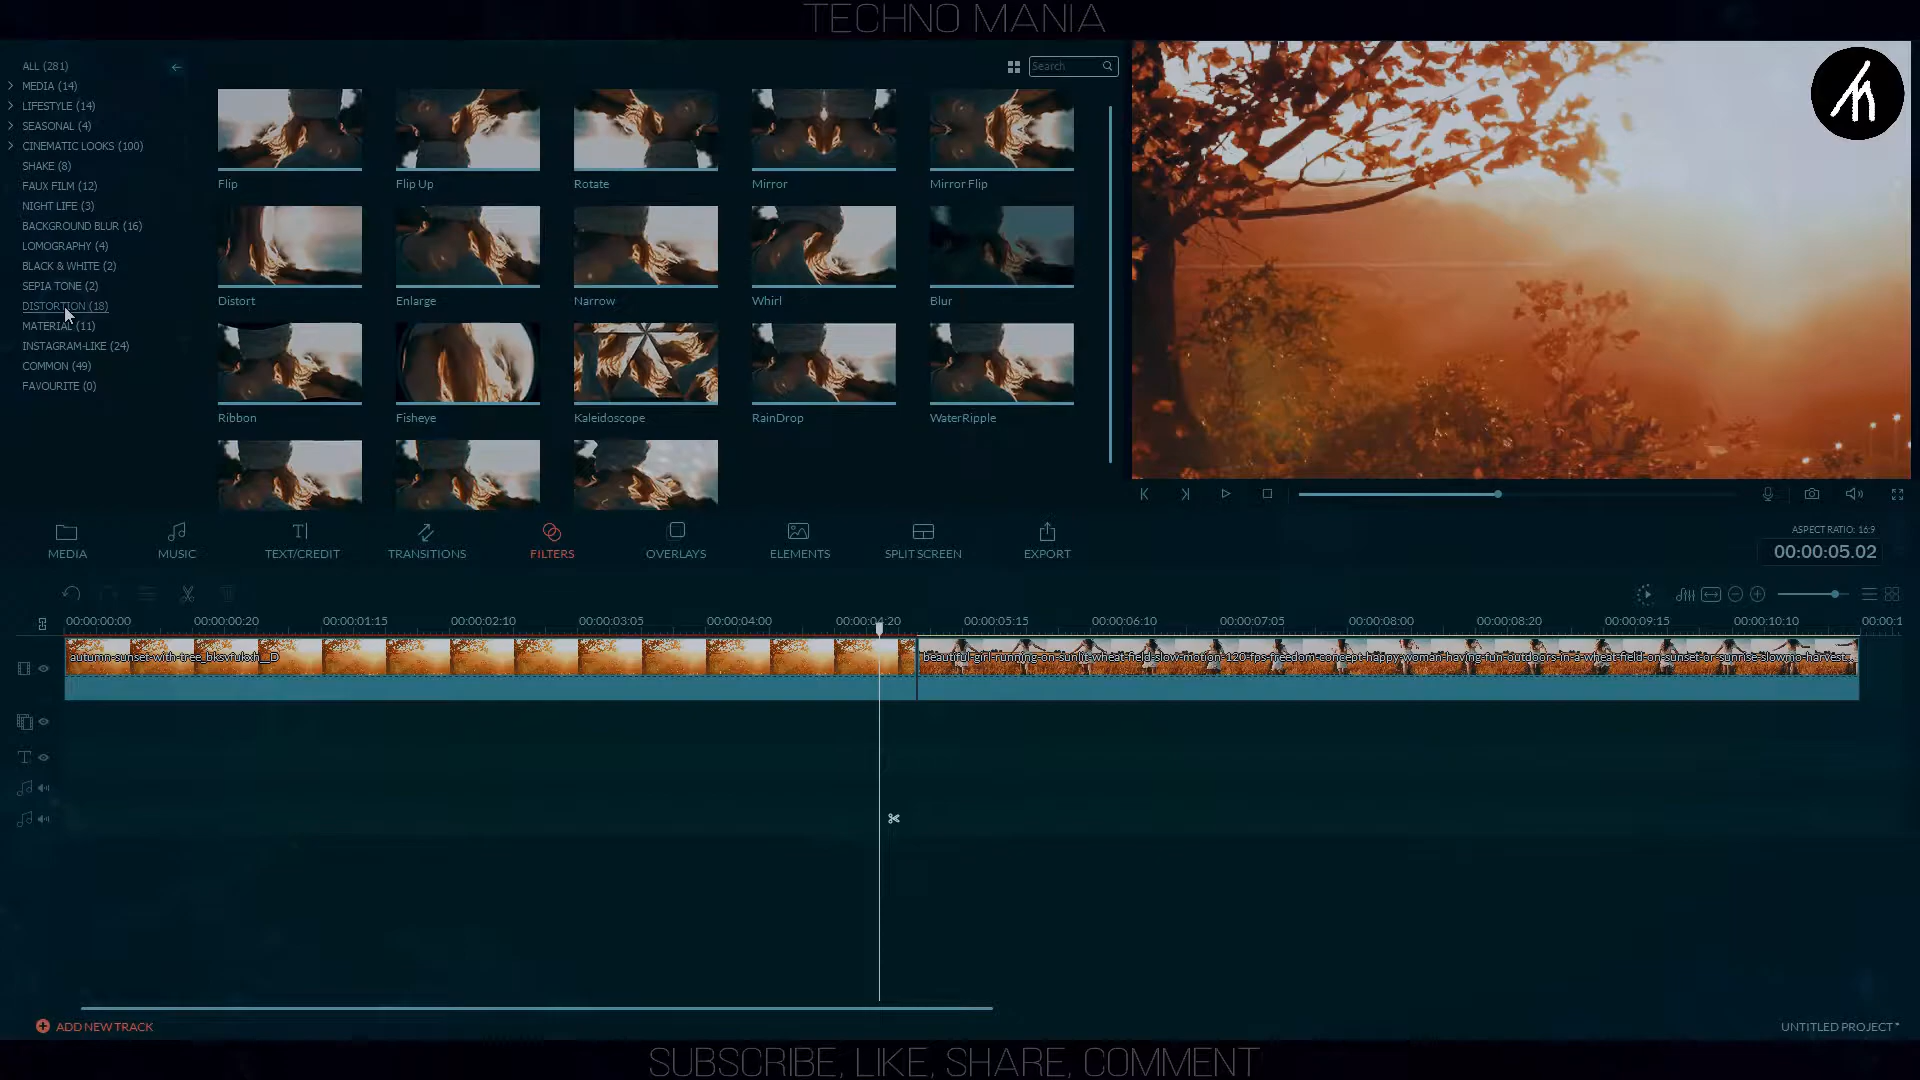 TECHNO MANIA
ALL (281)
MEDIA (14)
LIFESTYLE (14)
SEASONAL (4)
CINEMATIC LOOKS (100)
SHAKE (8)
FAUX FILM (12)
NIGHT LIFE (3)
BACKGROUND BLUR (16)
LOMOGRAPHY (4)
BLACK & WHITE (2)
SEPIA TONE (2)
DISTORTION (18)
MATERIAL (11)
INSTAGRAM-LIKE (24)
COMMON (49)
FAVOURITE (0)
Search
Flip Flip Up Rotate Mirror Mirror Flip
Distort Enlarge Narrow Whirl Blur
Ribbon Fisheye Kaleidoscope RainDrop WaterRipple
MEDIA MUSIC TEXT/CREDIT TRANSITIONS FILTERS OVERLAYS ELEMENTS SPLIT SCREEN EXPORT
ASPECT RATIO: 16:9
00:00:05.02
00:00:00:00 00:00:00:20 00:00:01:15 00:00:02:10 00:00:03:05 00:00:04:00 00:00:04:20 00:00:05:15 00:00:06:10 00:00:07:05 00:00:08:00 00:00:08:20 00:00:09:15 00:00:10:10 00:00:1
beautiful-girl-running-on-sunlit-wheat-field-slow-motion-120-fps-freedom-concept-happy-woman-having-fun-outdoors-in-a-wheat-field-on-sunset-or-sunrise-slowmo-harvest...
ADD NEW TRACK
UNTITLED PROJECT*
SUBSCRIBE, LIKE, SHARE, COMMENT